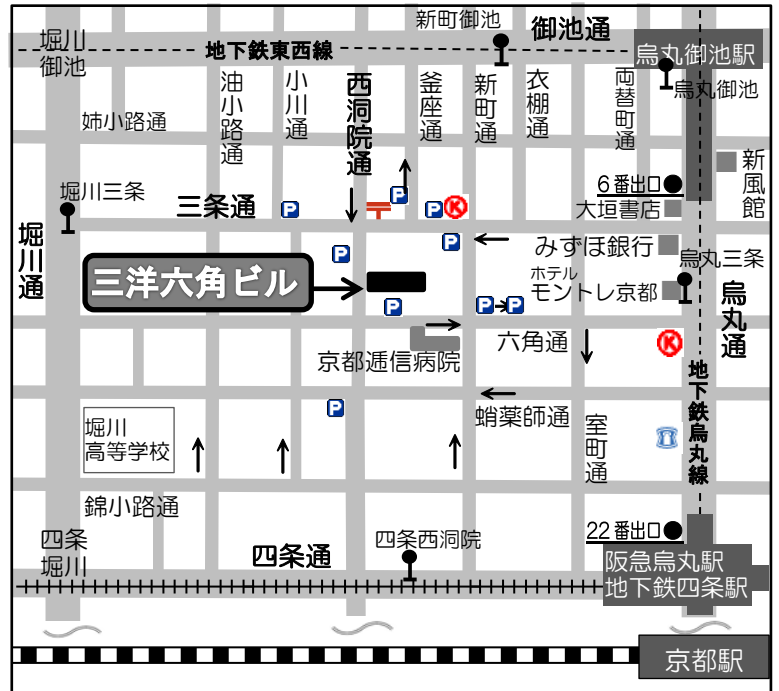 新町御池
御池通
堀川
御池
地下鉄東西線
烏丸御池駅
烏丸御池
油小路通
小川通
西洞院通
釜座通
新町通
衣棚通
両替町通
姉小路通
新風館
6番出口
堀川三条
三条通
P
P
P
K
大垣書店
堀川通
P
P
みずほ銀行
烏丸三条
三洋六角ビル
ホテル
モントレ京都
烏丸通
P
P
P
六角通
K
京都逓信病院
地下鉄烏丸線
P
蛸薬師通
室町通
堀川
高等学校
錦小路通
22番出口
四条
堀川
四条通
四条西洞院
阪急烏丸駅
地下鉄四条駅
京都駅